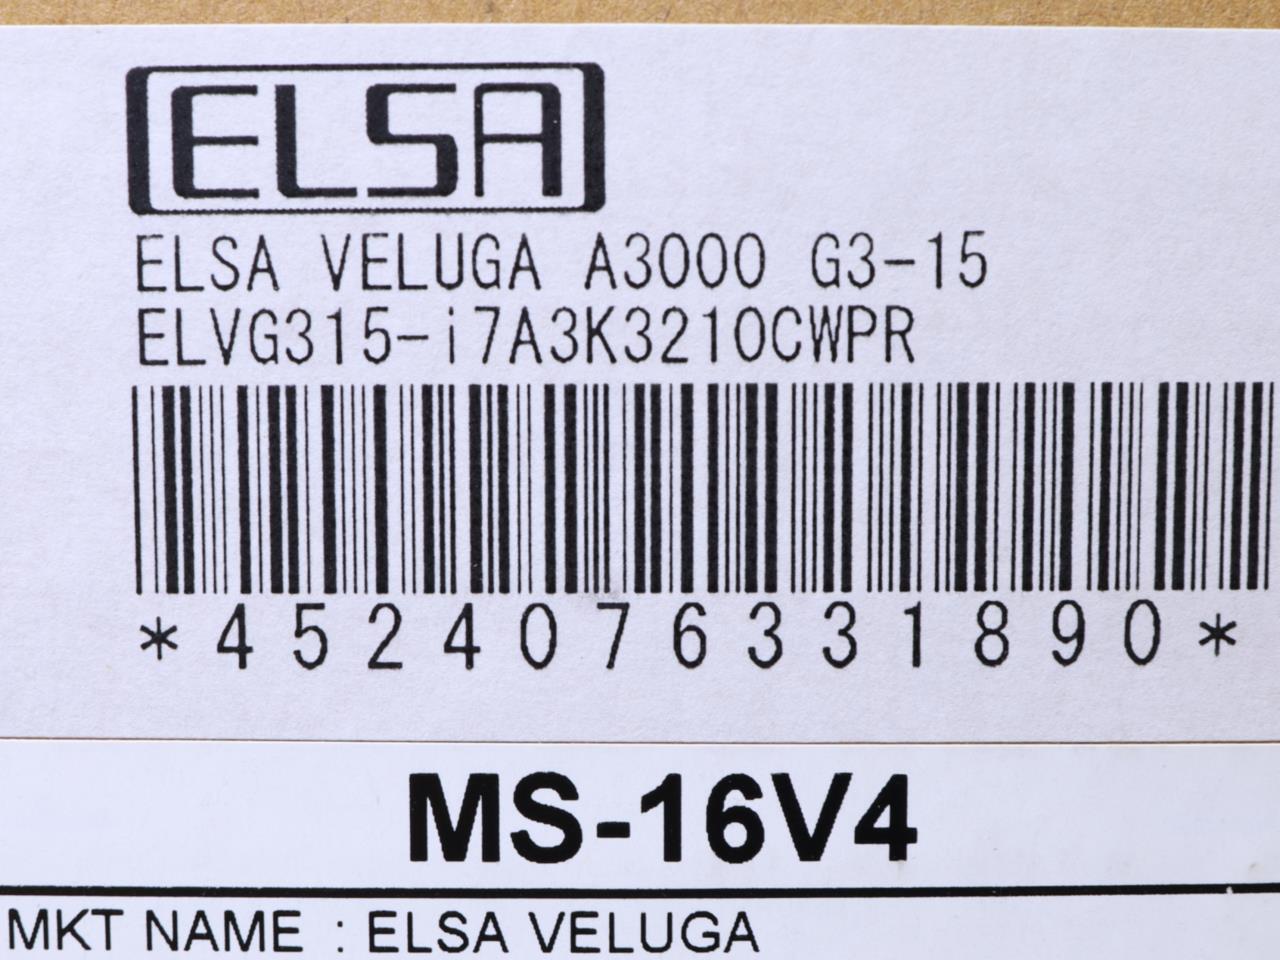 ELSA
ELSA VELUGA A3000 G3-15
ELVG315-i7A3K3210CWPR
*4524076331890*
MS-16V4
MKT NAME : ELSA VELUGA